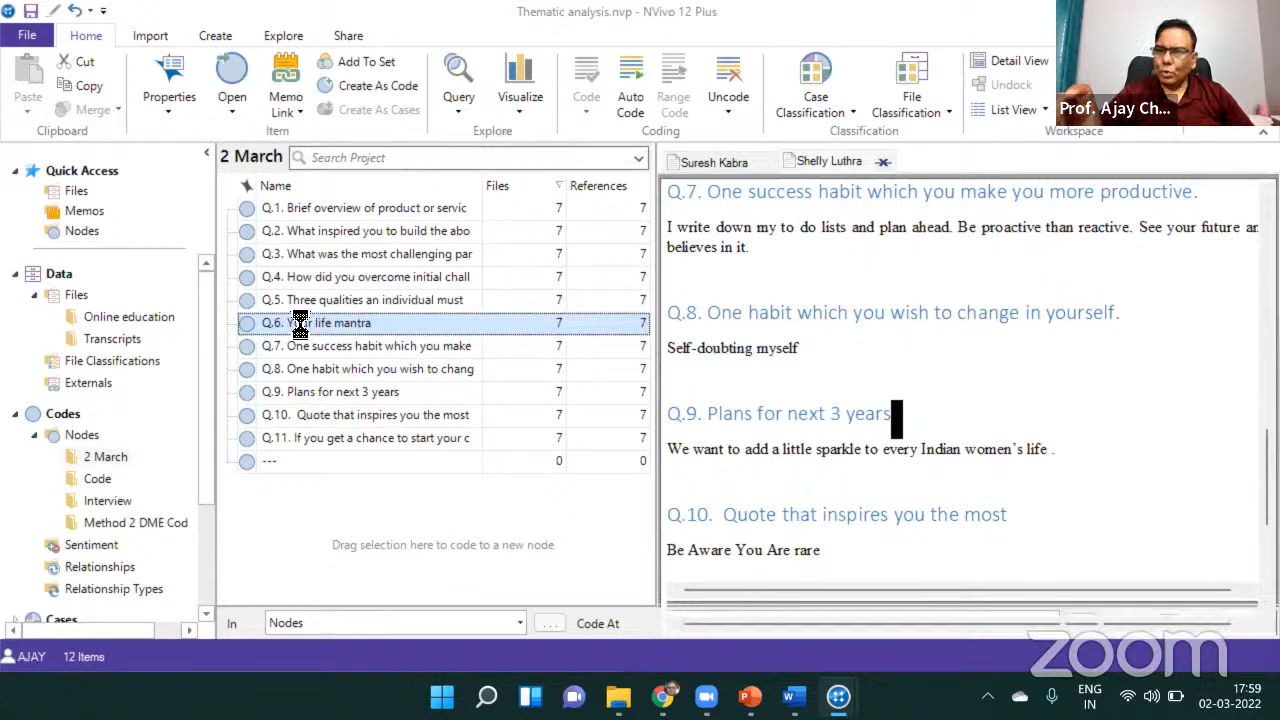 Thematic analysis.nvp - NVivo 12 Plus
File Home Import Create Explore Share
Paste Cut Copy Merge Clipboard
Properties Open Memo Link Add To Set Create As Code Create As Cases Item
Query Visualize Explore
Code Auto Code Range Code Uncode Coding
Case Classification File Classification Classification
Detail View Undock List View Workspace
Prof. Ajay Ch...
Quick Access
Files
Memos
Nodes
Data
Files
Online education
Transcripts
File Classifications
Externals
Codes
Nodes
2 March
Code
Interview
Method 2 DME Cod
Sentiment
Relationships
Relationship Types
Cases
2 March Search Project
Name Files References
Q.1. Brief overview of product or servic 7 7
Q.2. What inspired you to build the abo 7 7
Q.3. What was the most challenging par 7 7
Q.4. How did you overcome initial chall 7 7
Q.5. Three qualities an individual must 7 7
Q.6. Your life mantra 7 7
Q.7. One success habit which you make 7 7
Q.8. One habit which you wish to chang 7 7
Q.9. Plans for next 3 years 7 7
Q.10. Quote that inspires you the most 7 7
Q.11. If you get a chance to start your c 7 7
--- 0 0
Drag selection here to code to a new node
In Nodes ... Code At
Suresh Kabra Shelly Luthra
Q.7. One success habit which you make you more productive.
I write down my to do lists and plan ahead. Be proactive than reactive. See your future an
believes in it.
Q.8. One habit which you wish to change in yourself.
Self-doubting myself
Q.9. Plans for next 3 years
We want to add a little sparkle to every Indian women’s life .
Q.10. Quote that inspires you the most
Be Aware You Are rare
zoom
AJAY 12 Items
ENG
IN
17:59
02-03-2022